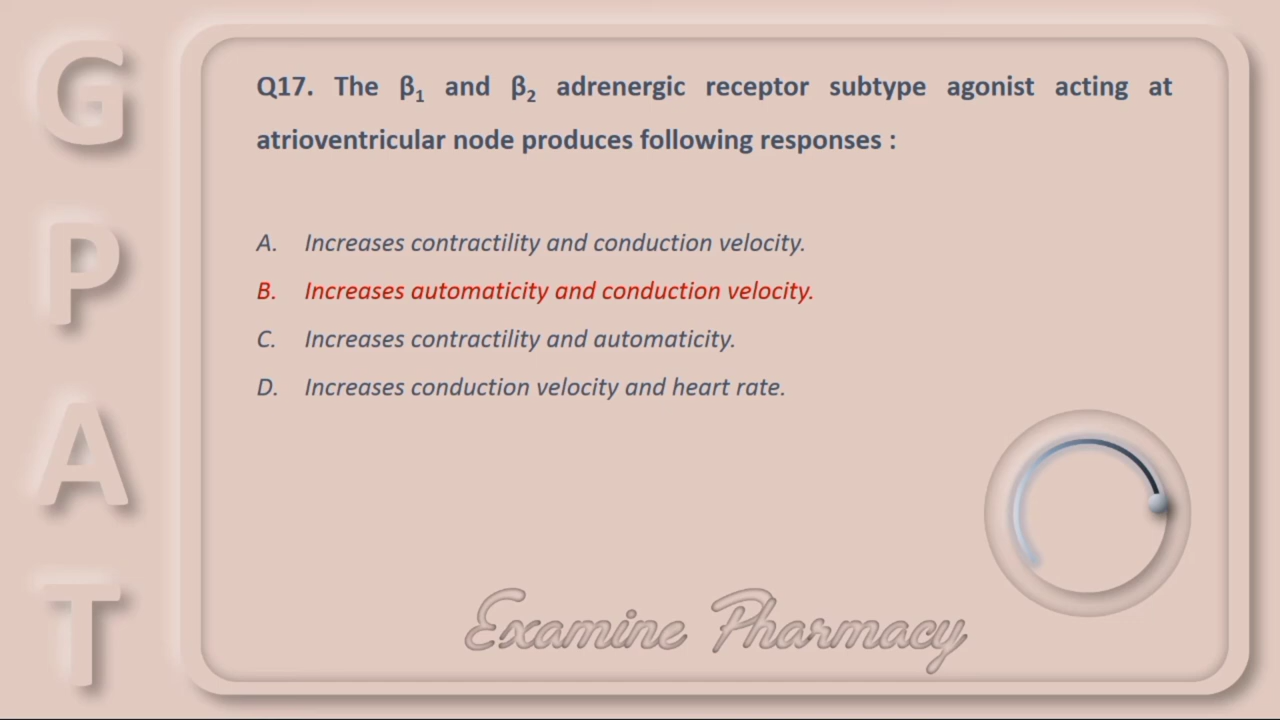 G
P
A
T
Q17. The β₁ and β₂ adrenergic receptor subtype agonist acting at
atrioventricular node produces following responses :
A. Increases contractility and conduction velocity.
B. Increases automaticity and conduction velocity.
C. Increases contractility and automaticity.
D. Increases conduction velocity and heart rate.
Examine Pharmacy